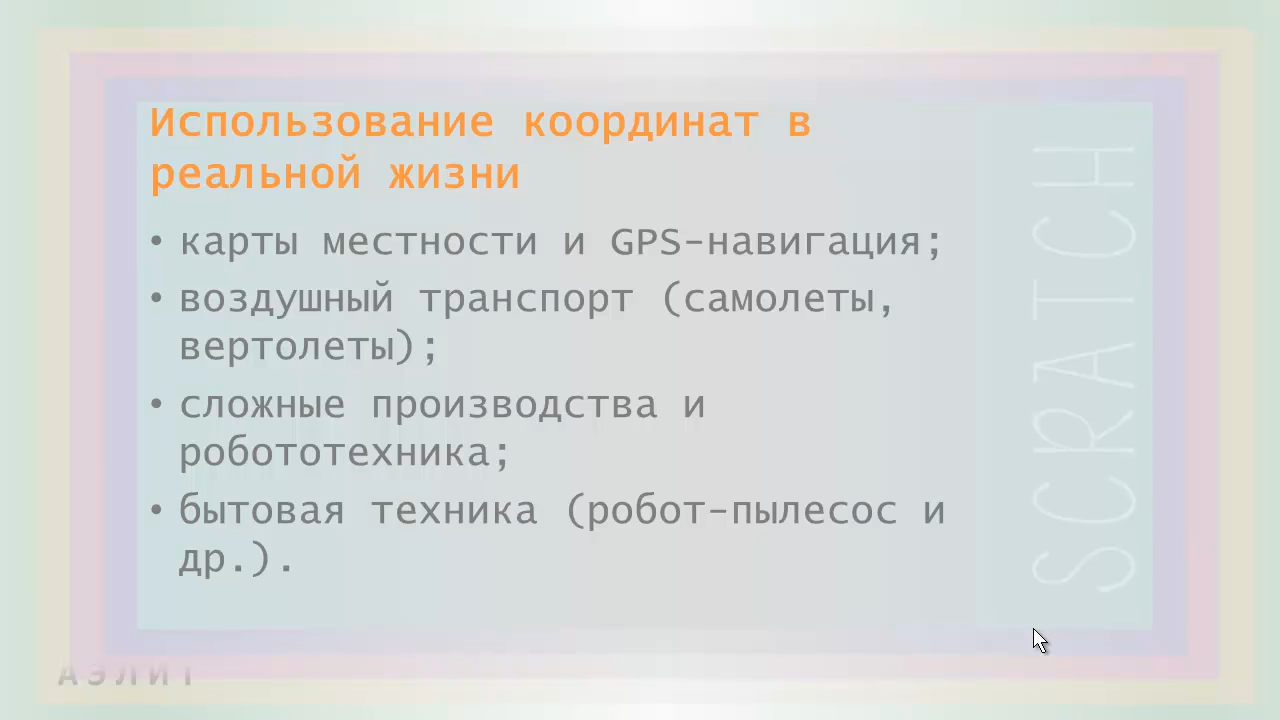 Использование координат в
реальной жизни
• карты местности и GPS-навигация;
• воздушный транспорт (самолеты,
вертолеты);
• сложные производства и
робототехника;
• бытовая техника (робот-пылесос и
др.).
SCRATCH
АЭЛИТ